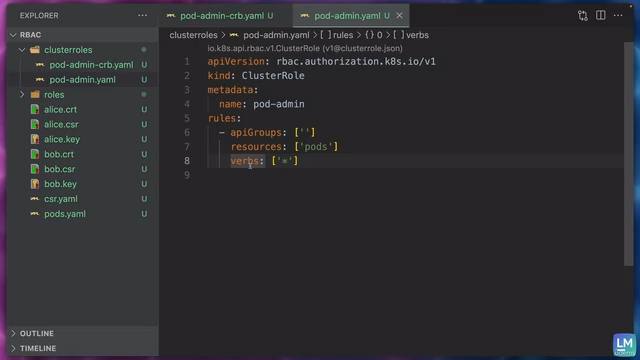 EXPLORER
RBAC
clusterroles
pod-admin-crb.yaml U
pod-admin.yaml U
roles
alice.crt U
alice.csr U
alice.key U
bob.crt U
bob.csr U
bob.key U
csr.yaml U
pods.yaml U
OUTLINE
TIMELINE
pod-admin-crb.yaml U
pod-admin.yaml U
clusterroles > pod-admin.yaml > [ ] rules > {} 0 > [ ] verbs
io.k8s.api.rbac.v1.ClusterRole (v1@clusterrole.json)
1 apiVersion: rbac.authorization.k8s.io/v1
2 kind: ClusterRole
3 metadata:
4 name: pod-admin
5 rules:
6 - apiGroups: ['']
7 resources: ['pods']
8 verbs: ['*']
9
LM